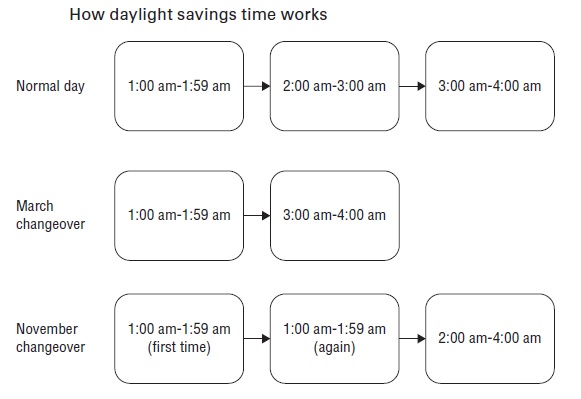 How daylight savings time works
Normal day
1:00 am-1:59 am
2:00 am-3:00 am
3:00 am-4:00 am
March
changeover
1:00 am-1:59 am
3:00 am-4:00 am
November
changeover
1:00 am-1:59 am
(first time)
1:00 am-1:59 am
(again)
2:00 am-4:00 am